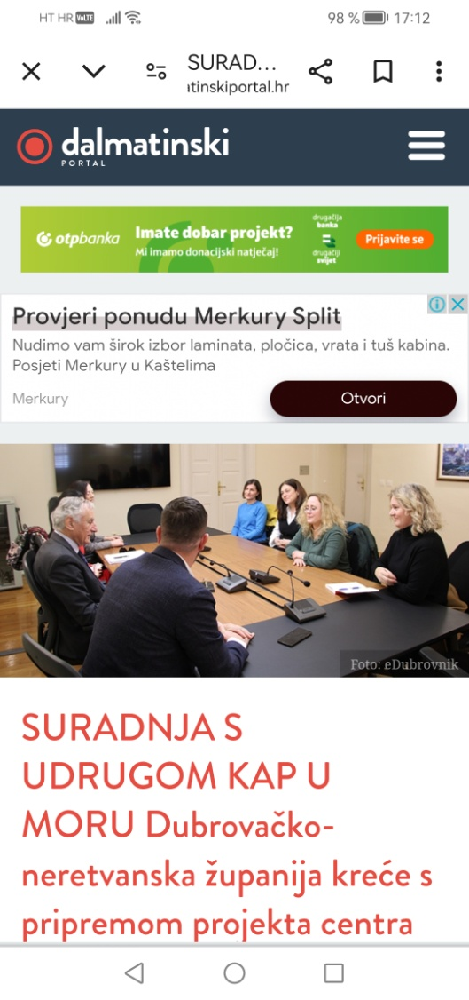 HT HR VoLTE 98 % 17:12
SURAD...
tinskiportal.hr
dalmatinski
PORTAL
otpbanka
Imate dobar projekt?
Mi imamo donacijski natječaj!
drugačija
banka
drugačiji
svijet
Prijavite se
Provjeri ponudu Merkury Split
Nudimo vam širok izbor laminata, pločica, vrata i tuš kabina.
Posjeti Merkury u Kaštelima
Merkury
Otvori
Foto: eDubrovnik
SURADNJA S
UDRUGOM KAP U
MORU Dubrovačko-
neretvanska županija kreće s
pripremom projekta centra